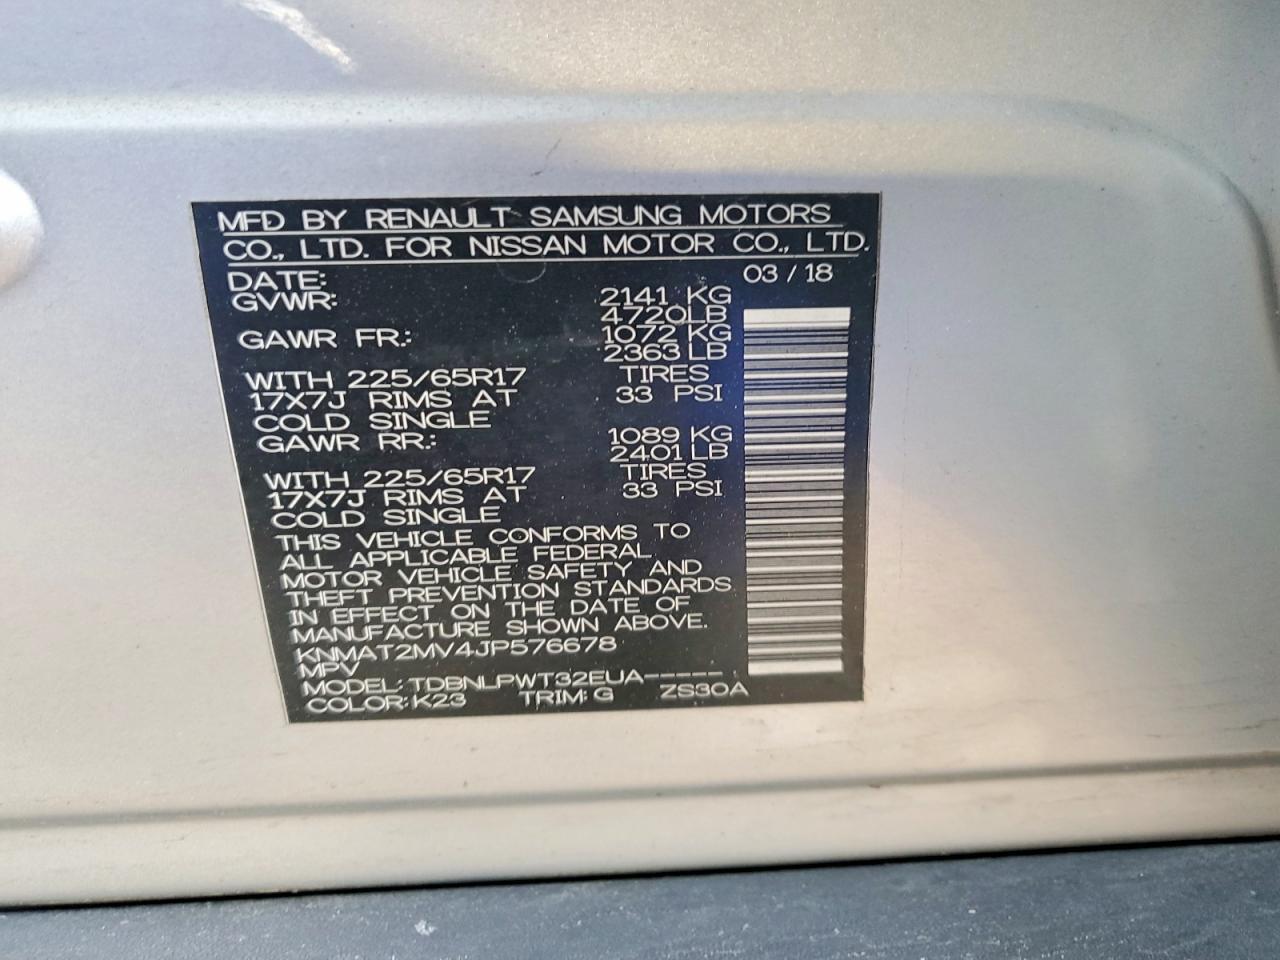 MFD BY RENAULT SAMSUNG MOTORS
CO., LTD. FOR NISSAN MOTOR CO., LTD.
DATE: 03 / 18
GVWR: 2141 KG
4720LB
GAWR FR.: 1072 KG
2363 LB
WITH 225/65R17 TIRES
17X7J RIMS AT 33 PSI
COLD SINGLE
GAWR RR.: 1089 KG
2401 LB
WITH 225/65R17 TIRES
17X7J RIMS AT 33 PSI
COLD SINGLE
THIS VEHICLE CONFORMS TO
ALL APPLICABLE FEDERAL
MOTOR VEHICLE SAFETY AND
THEFT PREVENTION STANDARDS
IN EFFECT ON THE DATE OF
MANUFACTURE SHOWN ABOVE.
KNMAT2MV4JP576678
MPV
MODEL: TDBNLPWT32EUA-----
COLOR: K23 TRIM: G ZS30A